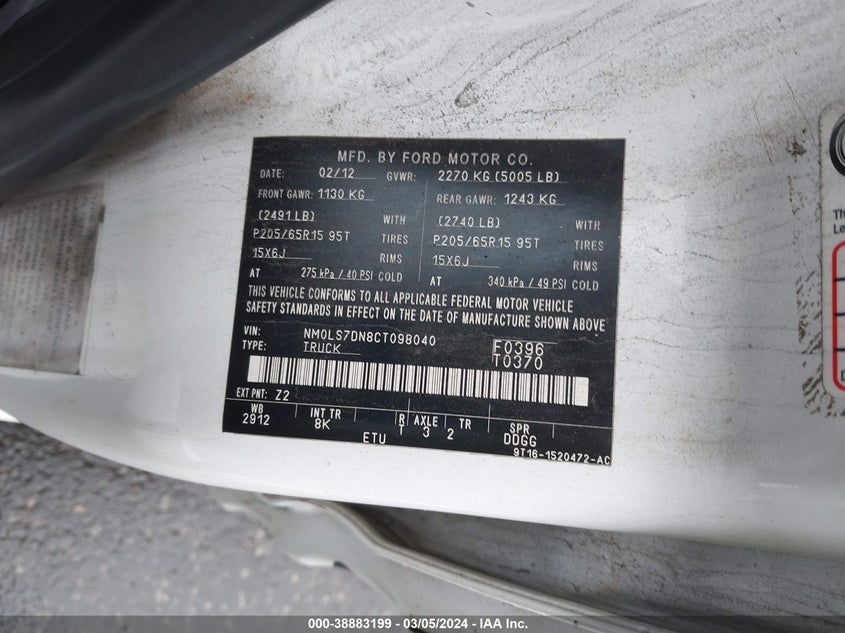 MFD. BY FORD MOTOR CO.
DATE: 02/12 GVWR: 2270 KG (5005 LB)
FRONT GAWR: 1130 KG REAR GAWR: 1243 KG
(2491 LB) WITH (2740 LB) WITH
P205/65R15 95T TIRES P205/65R15 95T TIRES
15X6J RIMS 15X6J RIMS
AT 275 kPa / 40 PSI COLD AT 340 kPa / 49 PSI COLD
THIS VEHICLE CONFORMS TO ALL APPLICABLE FEDERAL MOTOR VEHICLE
SAFETY STANDARDS IN EFFECT ON THE DATE OF MANUFACTURE SHOWN ABOVE
VIN: NM0LS7DN8CT098040 F0396
TYPE: TRUCK T0370
EXT PNT: Z2
WB INT TR R AXLE TR SPR
2912 8K T 3 2 DDGG
ETU 9T16-1520472-AC
Th
Le
000-38883199 — 03/05/2024 — IAA Inc.